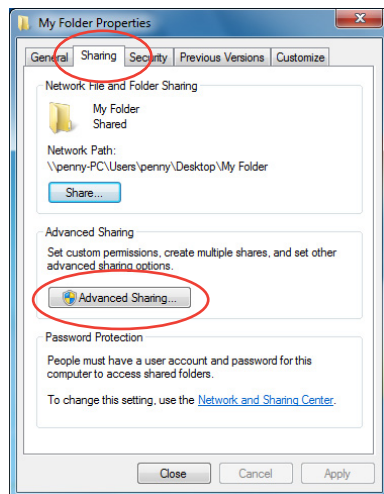 My Folder Properties
General Sharing Security Previous Versions Customize
Network File and Folder Sharing
My Folder
Shared
Network Path:
\\penny-PC\Users\penny\Desktop\My Folder
Share...
Advanced Sharing
Set custom permissions, create multiple shares, and set other
advanced sharing options.
Advanced Sharing...
Password Protection
People must have a user account and password for this
computer to access shared folders.
To change this setting, use the Network and Sharing Center.
Close Cancel Apply